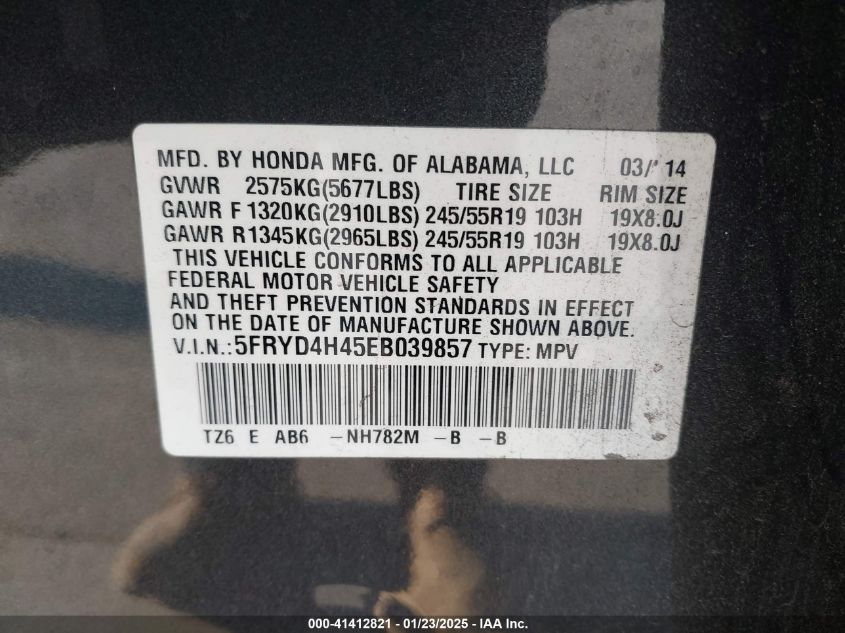 MFD. BY HONDA MFG. OF ALABAMA, LLC 03/14
GVWR 2575KG(5677LBS) TIRE SIZE RIM SIZE
GAWR F 1320KG(2910LBS) 245/55R19 103H 19X8.0J
GAWR R1345KG(2965LBS) 245/55R19 103H 19X8.0J
THIS VEHICLE CONFORMS TO ALL APPLICABLE
FEDERAL MOTOR VEHICLE SAFETY
AND THEFT PREVENTION STANDARDS IN EFFECT
ON THE DATE OF MANUFACTURE SHOWN ABOVE.
V.I.N.:5FRYD4H45EB039857 TYPE: MPV
TZ6 E AB6 -NH782M -B -B
000-41412821 - 01/23/2025 - IAA Inc.